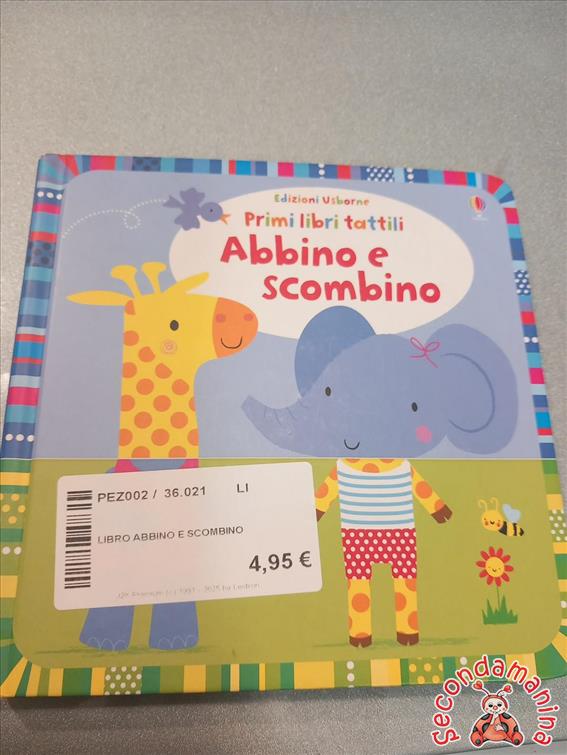 Edizioni Usborne
Primi libri tattili
Abbino e
scombino
PEZ002 / 36.021 LI
LIBRO ABBINO E SCOMBINO
4,95 €
secondamanina